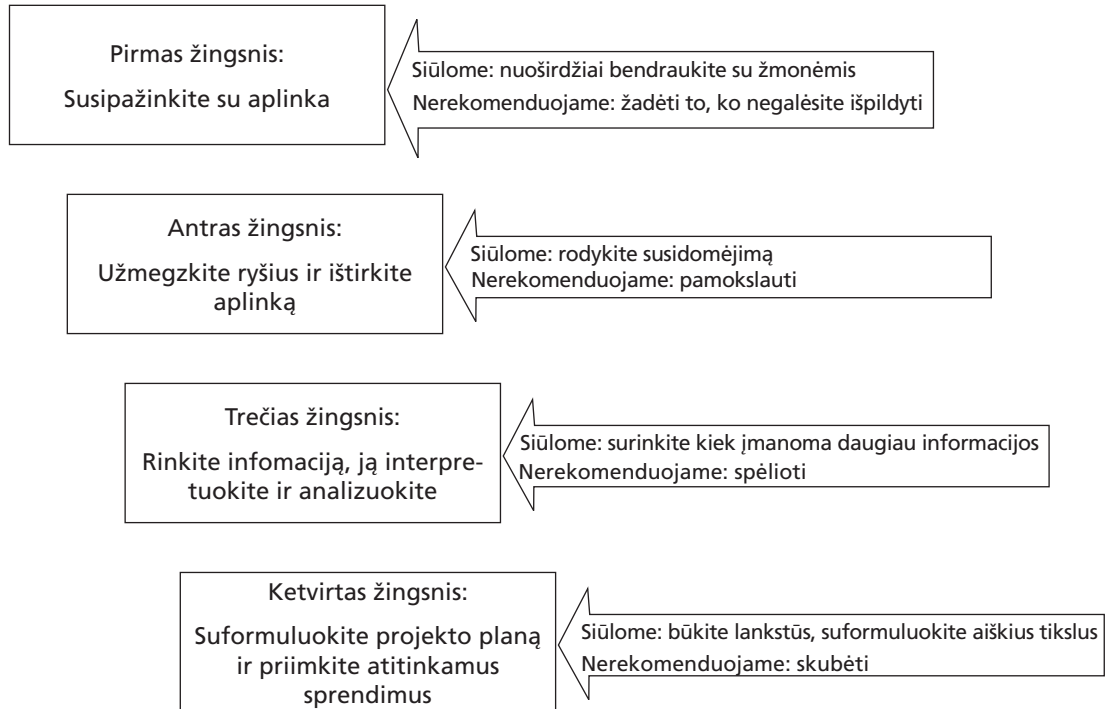 Pirmas žingsnis:
Susipažinkite su aplinka
Siūlome: nuoširdžiai bendraukite su žmonėmis
Nerekomenduojame: žadėti to, ko negalėsite išpildyti
Antras žingsnis:
Užmegzkite ryšius ir ištirkite
aplinką
Siūlome: rodykite susidomėjimą
Nerekomenduojame: pamokslauti
Trečias žingsnis:
Rinkite infomaciją, ją interpre-
tuokite ir analizuokite
Siūlome: surinkite kiek įmanoma daugiau informacijos
Nerekomenduojame: spėlioti
Ketvirtas žingsnis:
Suformuluokite projekto planą
ir priimkite atitinkamus
sprendimus
Siūlome: būkite lankstūs, suformuluokite aiškius tikslus
Nerekomenduojame: skubėti